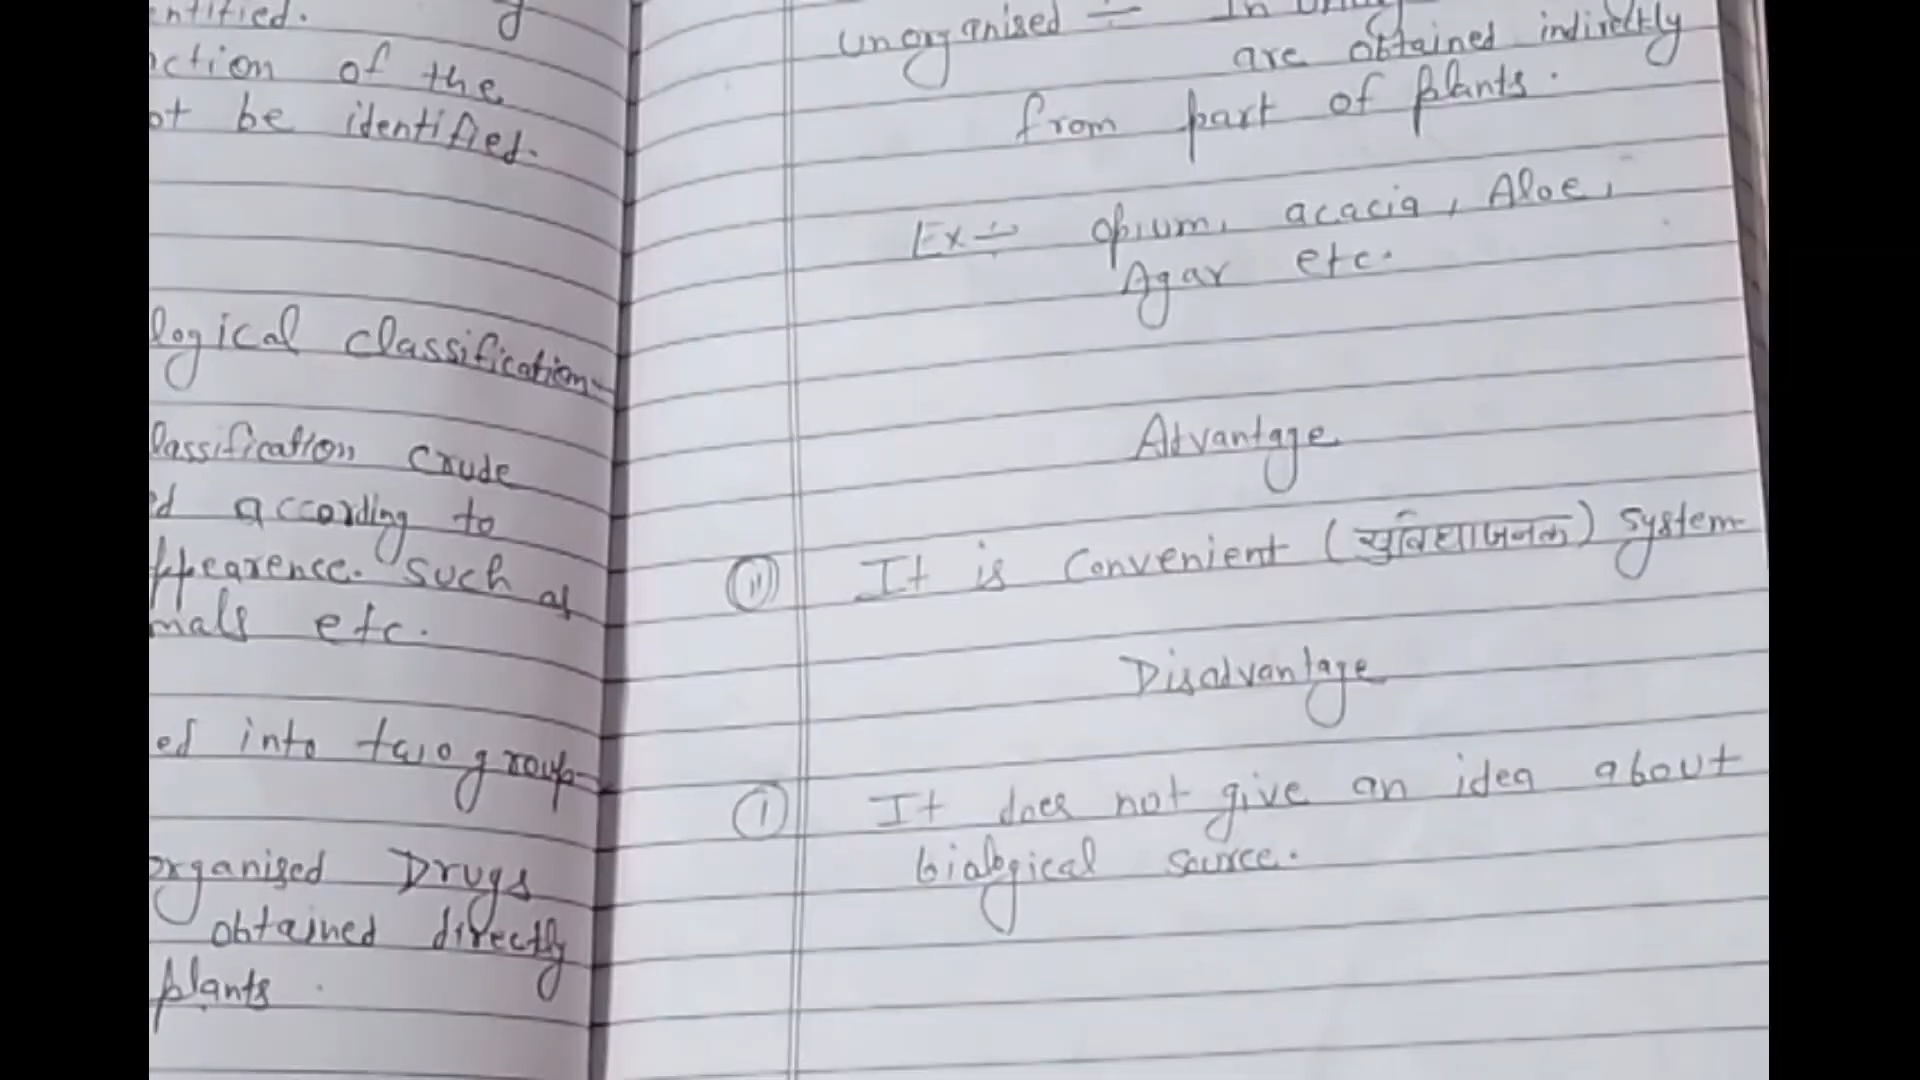 ntified.
ction of the
ot be identified.
logical classification-
lassification crude
d according to
ppearence. Such as
mals etc.
ed into two group-
organised Drugs
obtained directly
plants.
unorganised ÷ In
are obtained indirectly
from part of plants.
Ex ÷ opium, acacia, Aloe,
Agar etc.
Advantage
(ii) It is convenient (सुविधाजनक) system
Disadvantage
(i) It does not give an idea about
biological source.